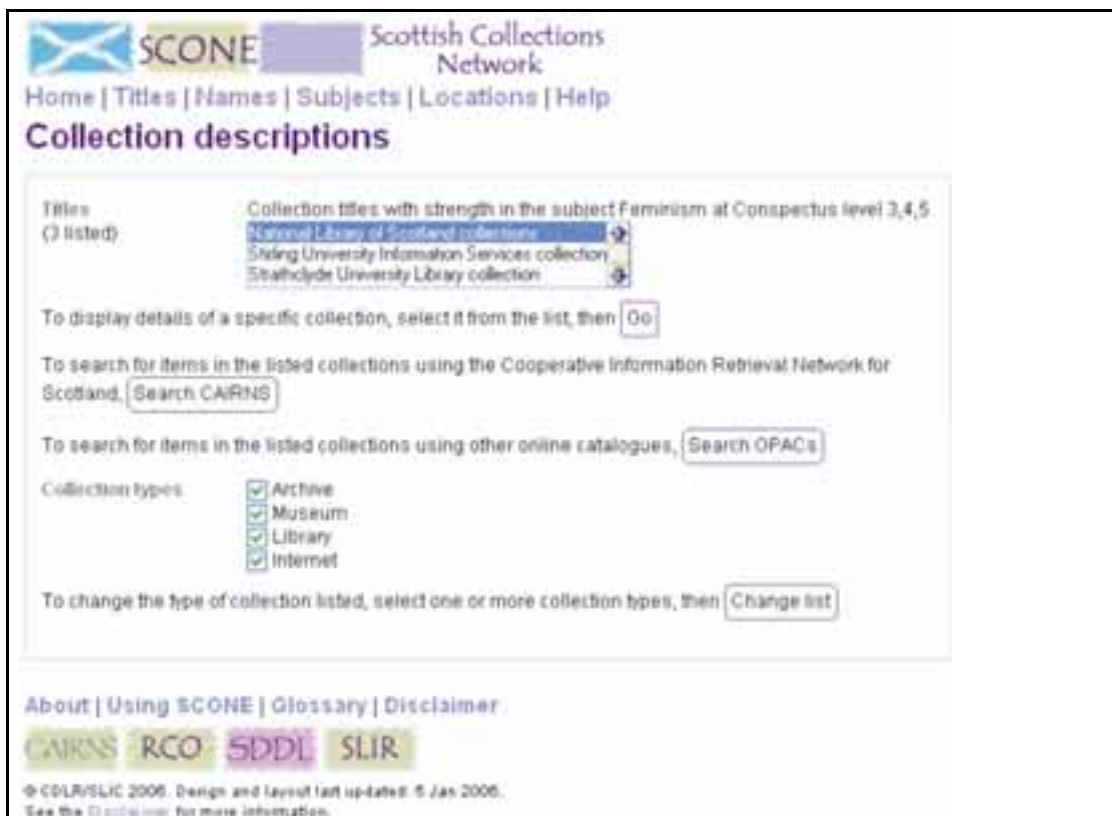 SCONE Scottish Collections
Network
Home | Titles | Names | Subjects | Locations | Help
Collection descriptions
Titles Collection titles with strength in the subject Feminism at Conspectus level 3,4,5
(3 listed) National Library of Scotland collections
Stirling University Information Services collection
Strathclyde University Library collection
To display details of a specific collection, select it from the list, then Go
To search for items in the listed collections using the Cooperative Information Retrieval Network for
Scotland, Search CAIRNS
To search for items in the listed collections using other online catalogues, Search OPACs
Collection types Archive
Museum
Library
Internet
To change the type of collection listed, select one or more collection types, then Change list
About | Using SCONE | Glossary | Disclaimer
CAIRNS RCO SDDL SLIR
© CDLR/SLIC 2006. Design and layout last updated: 5 Jan 2006.
See the Disclaimer for more information.